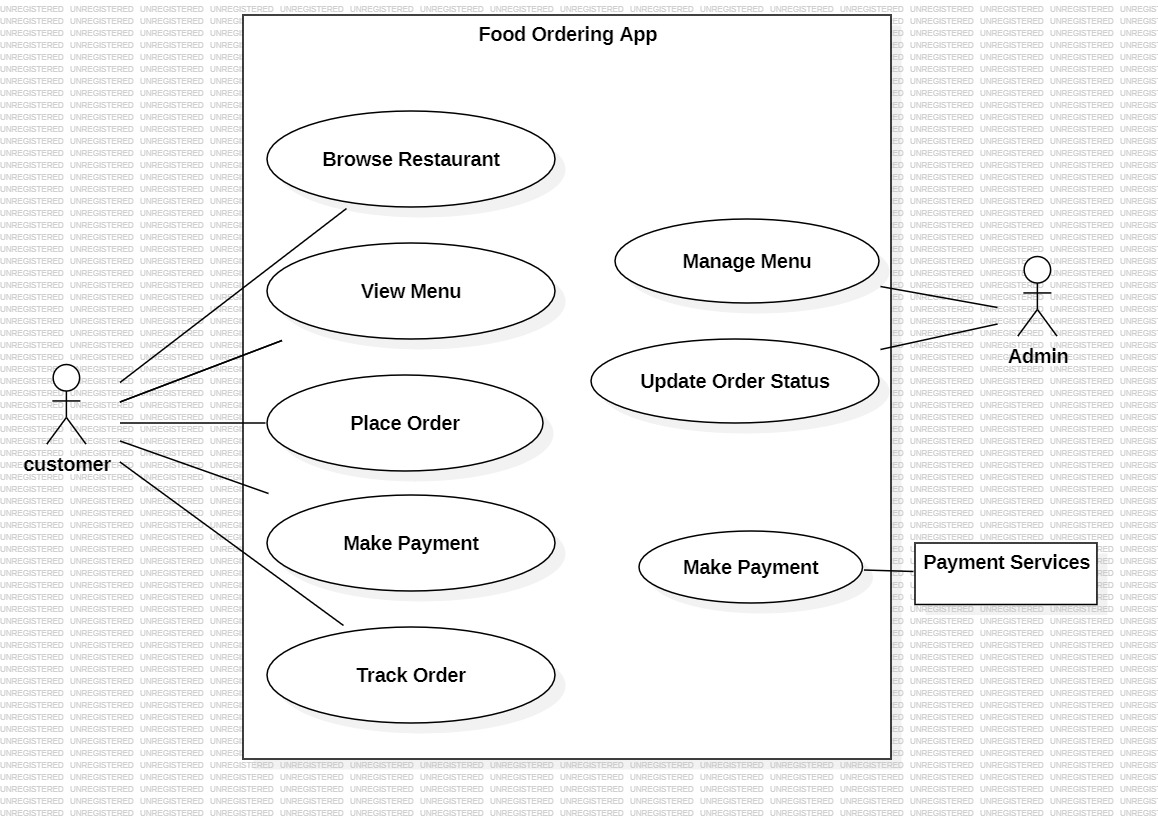 Food Ordering App
Browse Restaurant
View Menu
Place Order
Make Payment
Track Order
Manage Menu
Update Order Status
Make Payment
customer
Admin
Payment Services
UNREGISTERED